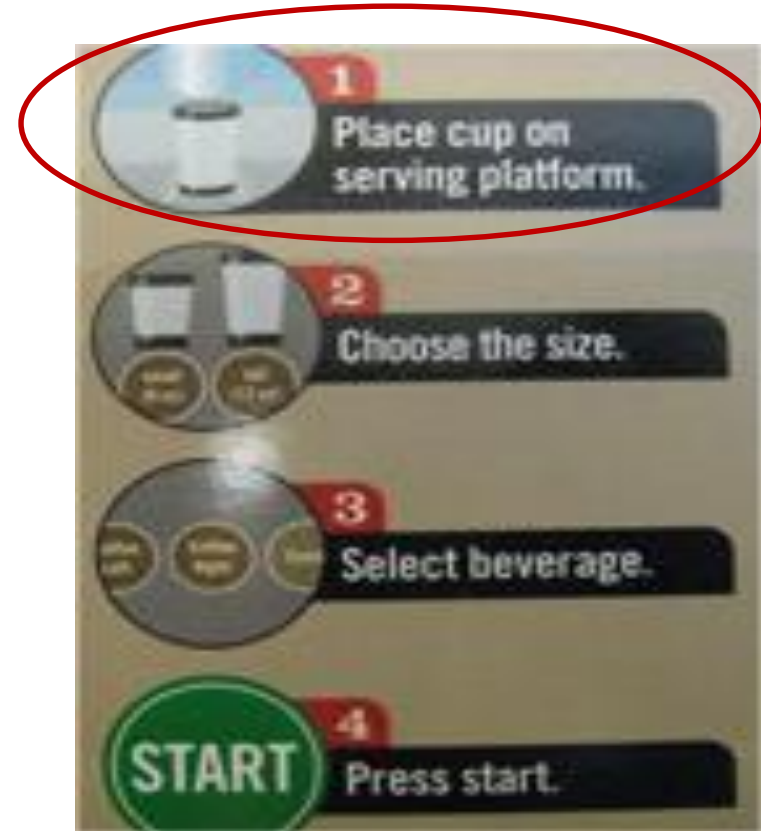 1
Place cup on
serving platform.
2
Choose the size.
3
Select beverage.
START
4
Press start.